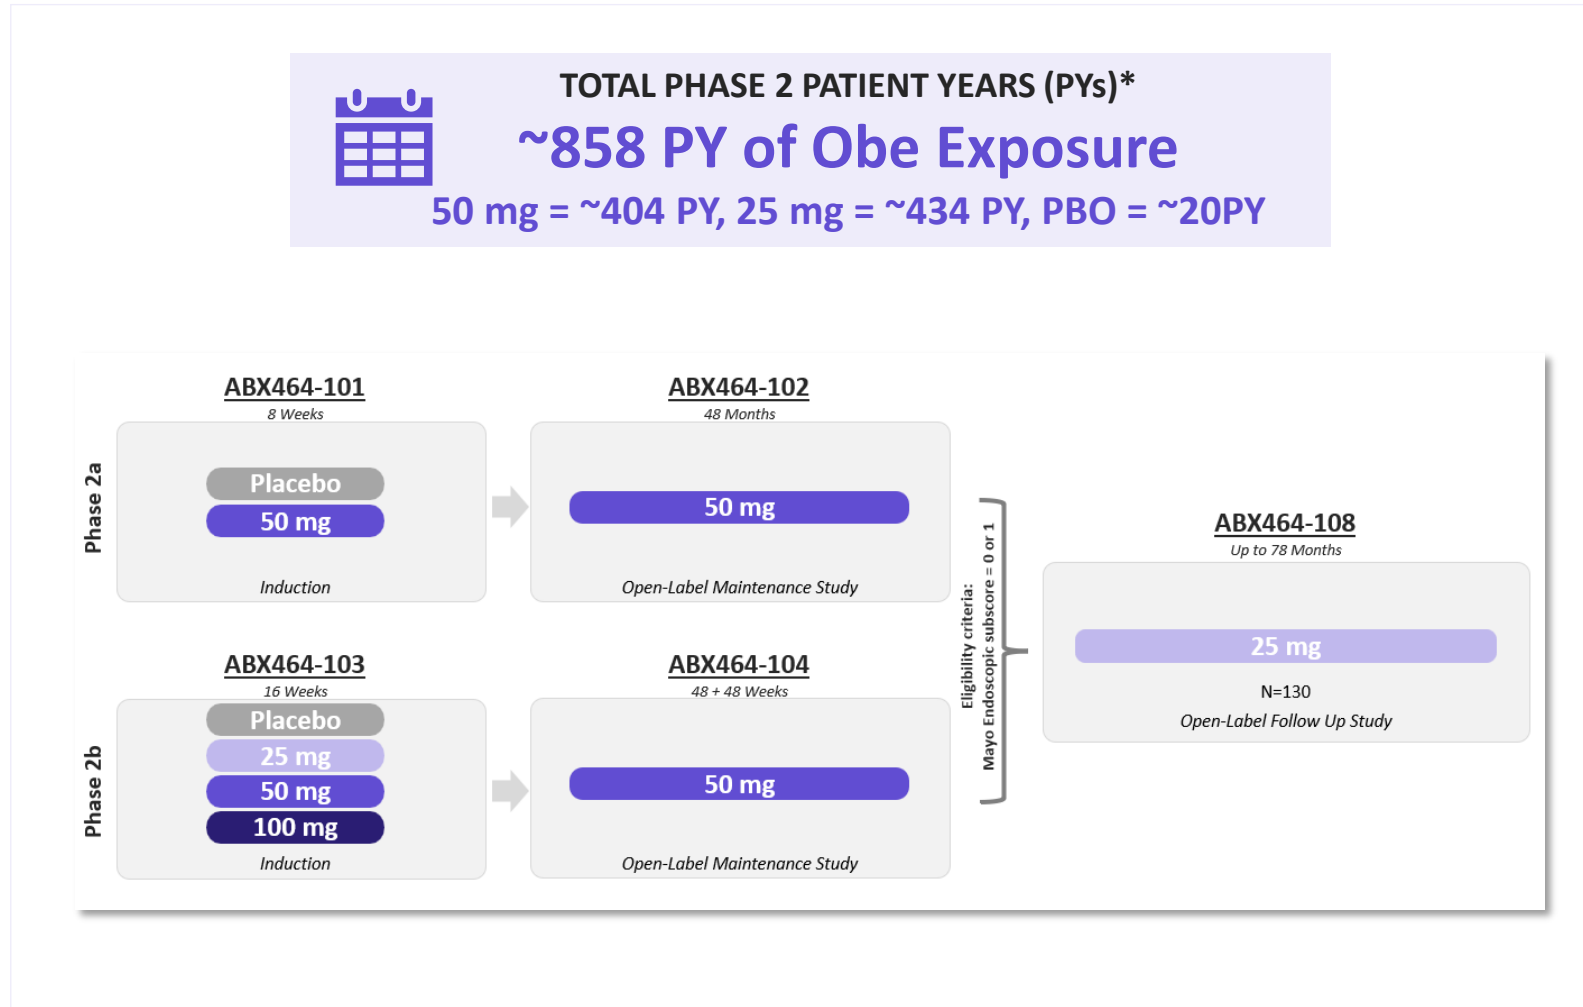 TOTAL PHASE 2 PATIENT YEARS (PYs)*
~858 PY of Obe Exposure
50 mg = ~404 PY, 25 mg = ~434 PY, PBO = ~20PY
Phase 2a
ABX464-101
8 Weeks
Placebo
50 mg
Induction
ABX464-102
48 Months
50 mg
Open-Label Maintenance Study
Phase 2b
ABX464-103
16 Weeks
Placebo
25 mg
50 mg
100 mg
Induction
ABX464-104
48 + 48 Weeks
50 mg
Open-Label Maintenance Study
Eligibility criteria:
Mayo Endoscopic subscore = 0 or 1
ABX464-108
Up to 78 Months
25 mg
N=130
Open-Label Follow Up Study